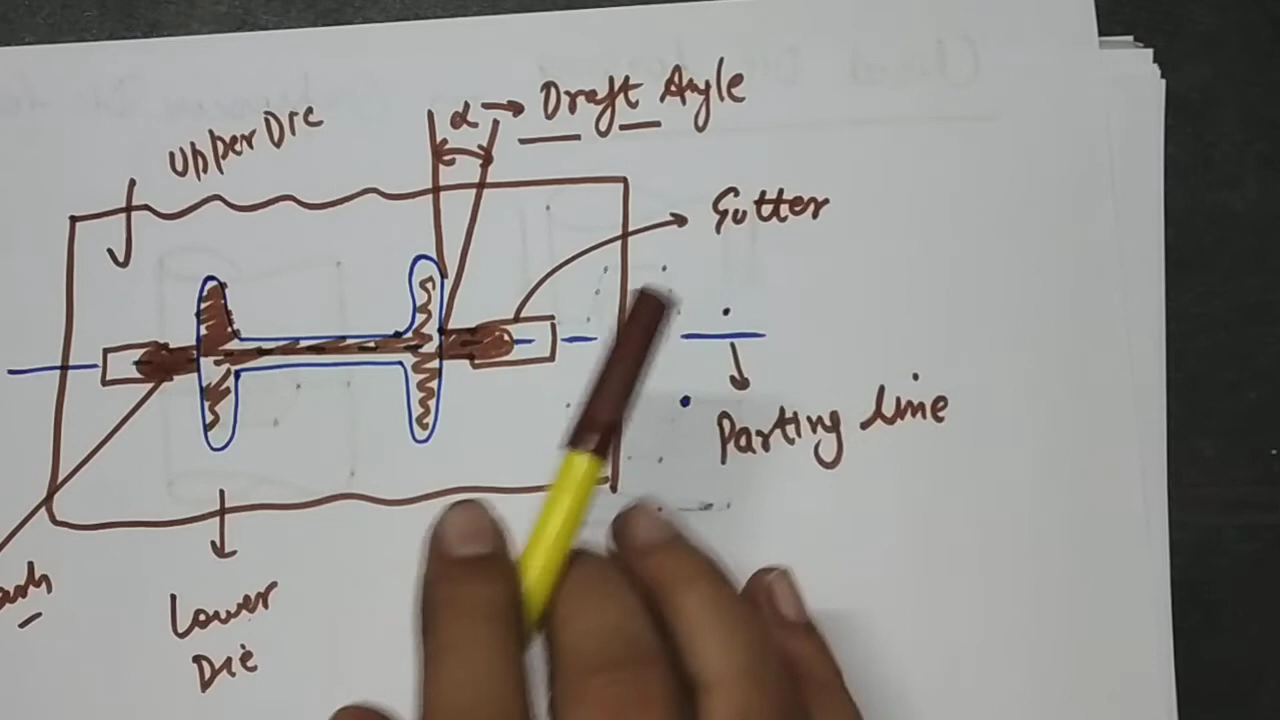 Upper Die
α → Draft Angle
Gutter
Parting line
Lower
Die